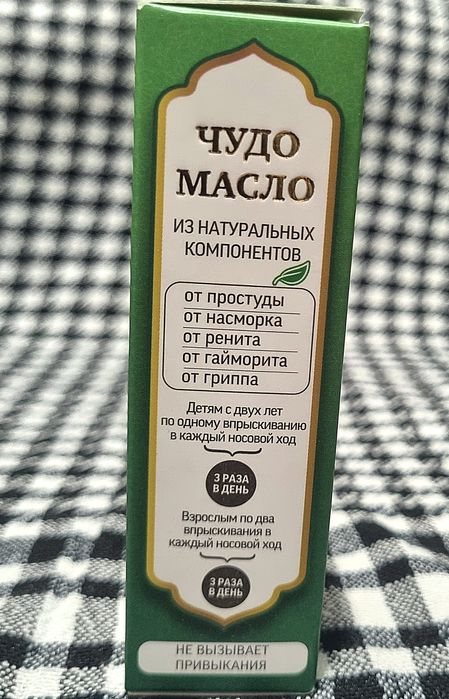 ЧУДО
МАСЛО
ИЗ НАТУРАЛЬНЫХ
КОМПОНЕНТОВ
от простуды
от насморка
от ренита
от гайморита
от гриппа
Детям с двух лет
по одному впрыскиванию
в каждый носовой ход
3 РАЗА
В ДЕНЬ
Взрослым по два
впрыскивания в
каждый носовой ход
3 РАЗА
В ДЕНЬ
НЕ ВЫЗЫВАЕТ
ПРИВЫКАНИЯ